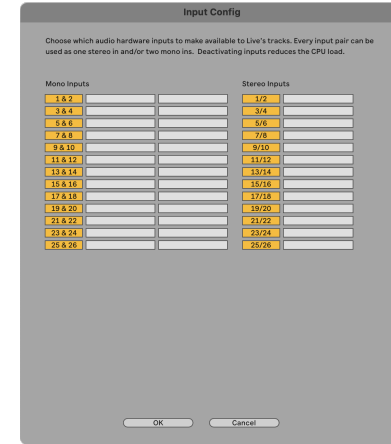 Input Config
Choose which audio hardware inputs to make available to Live's tracks. Every input pair can be
used as one stereo in and/or two mono ins. Deactivating inputs reduces the CPU load.
Mono Inputs Stereo Inputs
1 & 2 1/2
3 & 4 3/4
5 & 6 5/6
7 & 8 7/8
9 & 10 9/10
11 & 12 11/12
13 & 14 13/14
15 & 16 15/16
17 & 18 17/18
19 & 20 19/20
21 & 22 21/22
23 & 24 23/24
25 & 26 25/26
OK Cancel